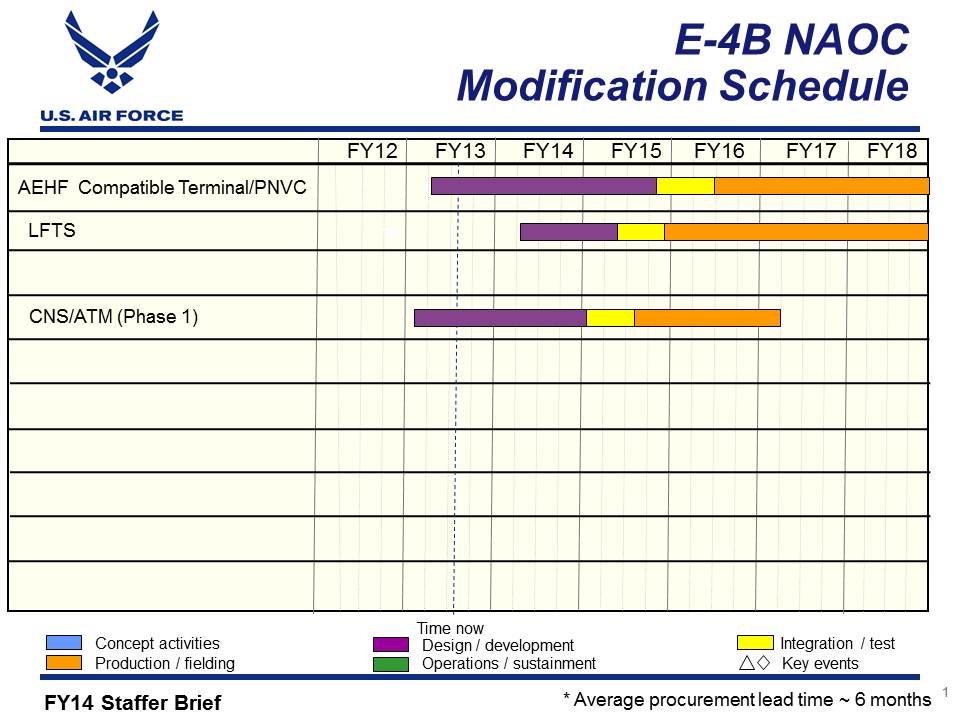 U.S. AIR FORCE
E-4B NAOC
Modification Schedule
FY12 FY13 FY14 FY15 FY16 FY17 FY18
AEHF Compatible Terminal/PNVC
LFTS
CNS/ATM (Phase 1)
Time now
Concept activities
Design / development
Integration / test
Production / fielding
Operations / sustainment
Key events
FY14 Staffer Brief
* Average procurement lead time ~ 6 months
1